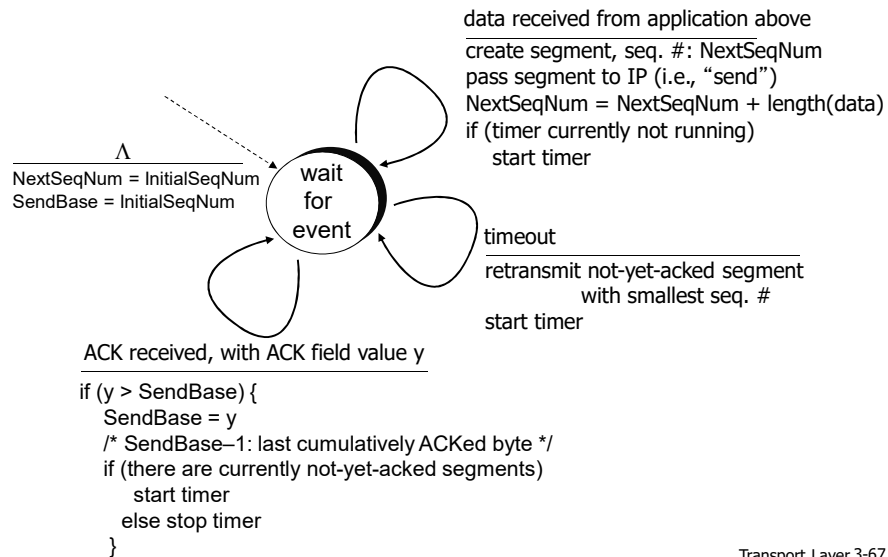 data received from application above
create segment, seq. #: NextSeqNum
pass segment to IP (i.e., “send”)
NextSeqNum = NextSeqNum + length(data)
if (timer currently not running)
start timer
Λ
NextSeqNum = InitialSeqNum
SendBase = InitialSeqNum
wait
for
event
timeout
retransmit not-yet-acked segment
with smallest seq. #
start timer
ACK received, with ACK field value y
if (y > SendBase) {
SendBase = y
/* SendBase–1: last cumulatively ACKed byte */
if (there are currently not-yet-acked segments)
start timer
else stop timer
}
Transport Layer 3-67